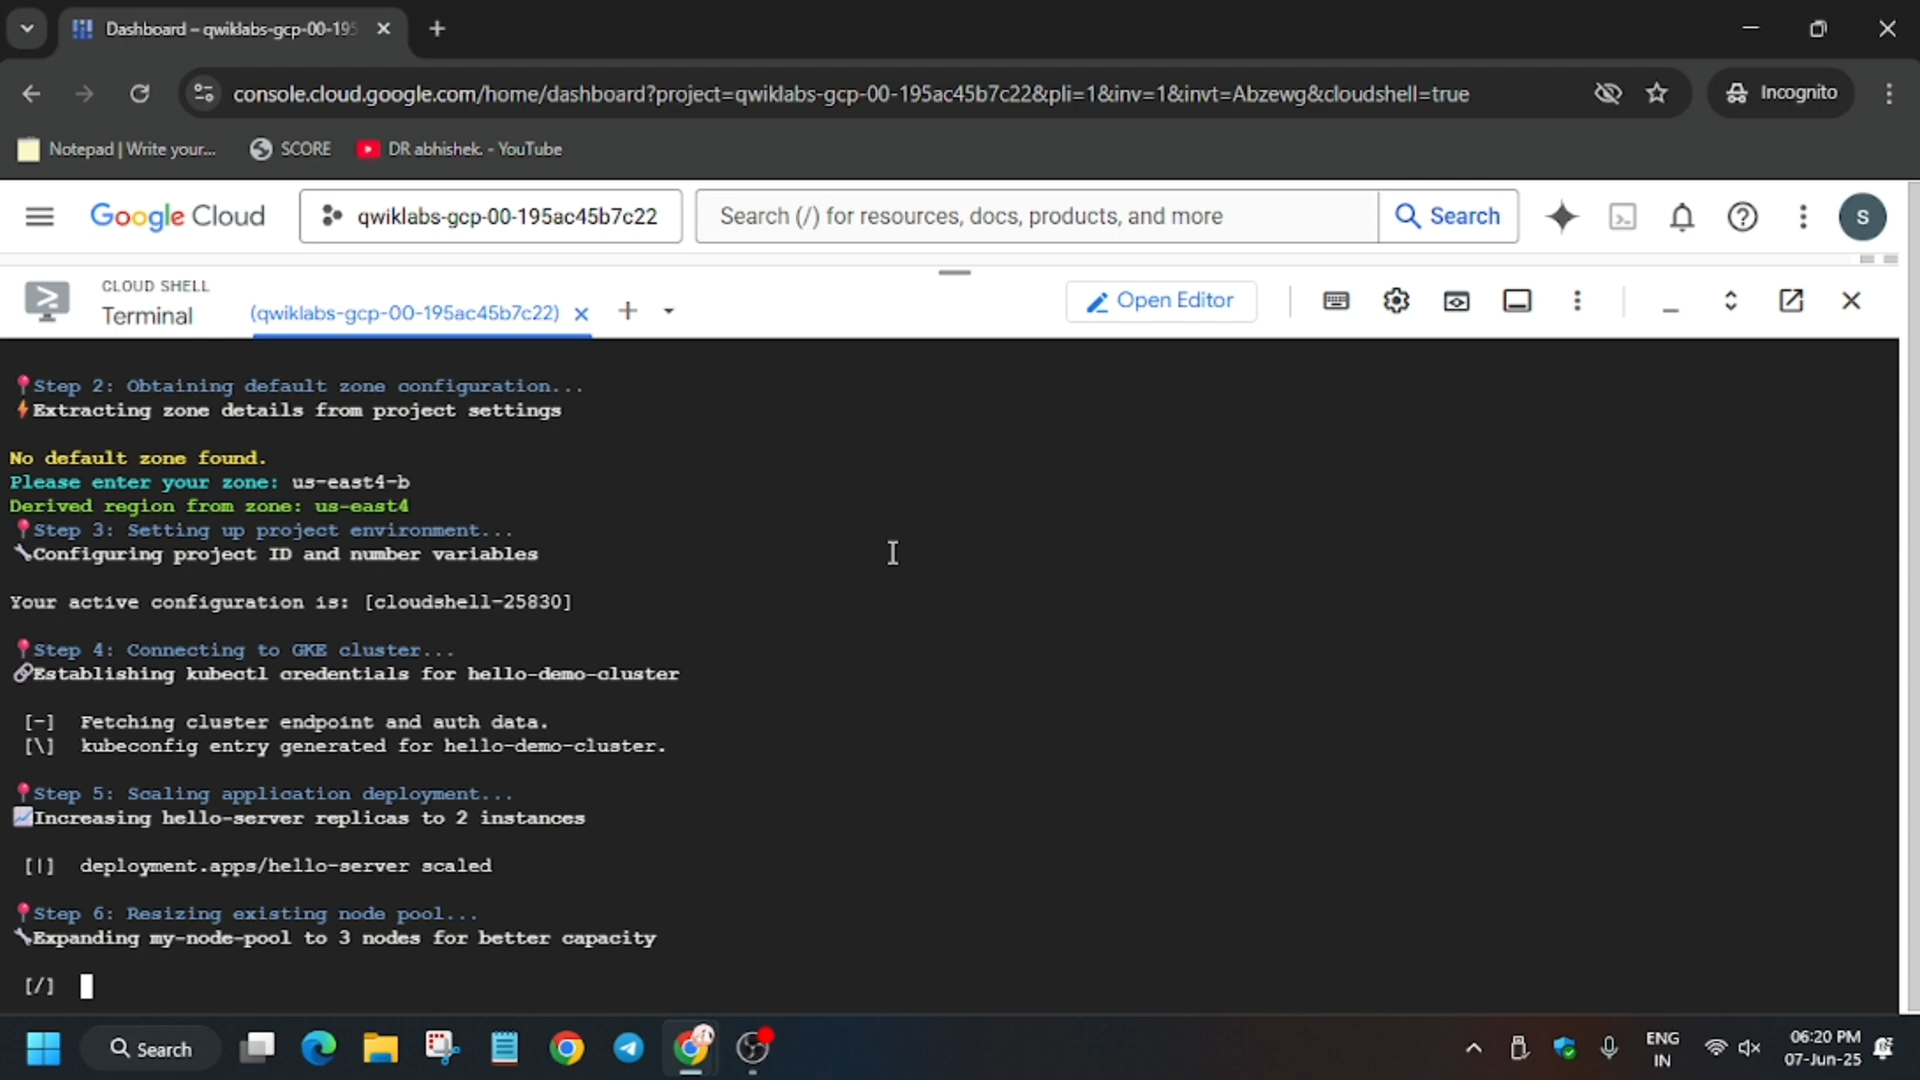 Dashboard – qwiklabs-gcp-00-195
console.cloud.google.com/home/dashboard?project=qwiklabs-gcp-00-195ac45b7c22&pli=1&inv=1&invt=Abzewg&cloudshell=true
Incognito
Notepad | Write your...
SCORE
DR abhishek. - YouTube
Google Cloud
qwiklabs-gcp-00-195ac45b7c22
Search (/) for resources, docs, products, and more
Search
S
CLOUD SHELL
Terminal
(qwiklabs-gcp-00-195ac45b7c22)
Open Editor
Step 2: Obtaining default zone configuration...
Extracting zone details from project settings
No default zone found.
Please enter your zone: us-east4-b
Derived region from zone: us-east4
Step 3: Setting up project environment...
Configuring project ID and number variables
Your active configuration is: [cloudshell-25830]
Step 4: Connecting to GKE cluster...
Establishing kubectl credentials for hello-demo-cluster
[-] Fetching cluster endpoint and auth data.
[\] kubeconfig entry generated for hello-demo-cluster.
Step 5: Scaling application deployment...
Increasing hello-server replicas to 2 instances
[|] deployment.apps/hello-server scaled
Step 6: Resizing existing node pool...
Expanding my-node-pool to 3 nodes for better capacity
[/]
Search
ENG
IN
06:20 PM
07-Jun-25